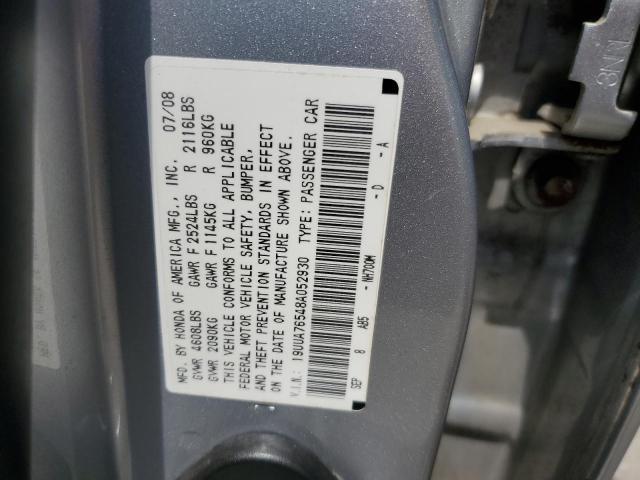 MFD. BY HONDA OF AMERICA MFG., INC. 07/08
GVWR 4608LBS GAWR F 2524LBS R 2116LBS
GVWR 2090KG GAWR F 1145KG R 960KG
THIS VEHICLE CONFORMS TO ALL APPLICABLE
FEDERAL MOTOR VEHICLE SAFETY, BUMPER,
AND THEFT PREVENTION STANDARDS IN EFFECT
ON THE DATE OF MANUFACTURE SHOWN ABOVE.
V.I.N.: 19UUA76548A052930 TYPE: PASSENGER CAR
SEP 8 AB5 - NH700M - D - A